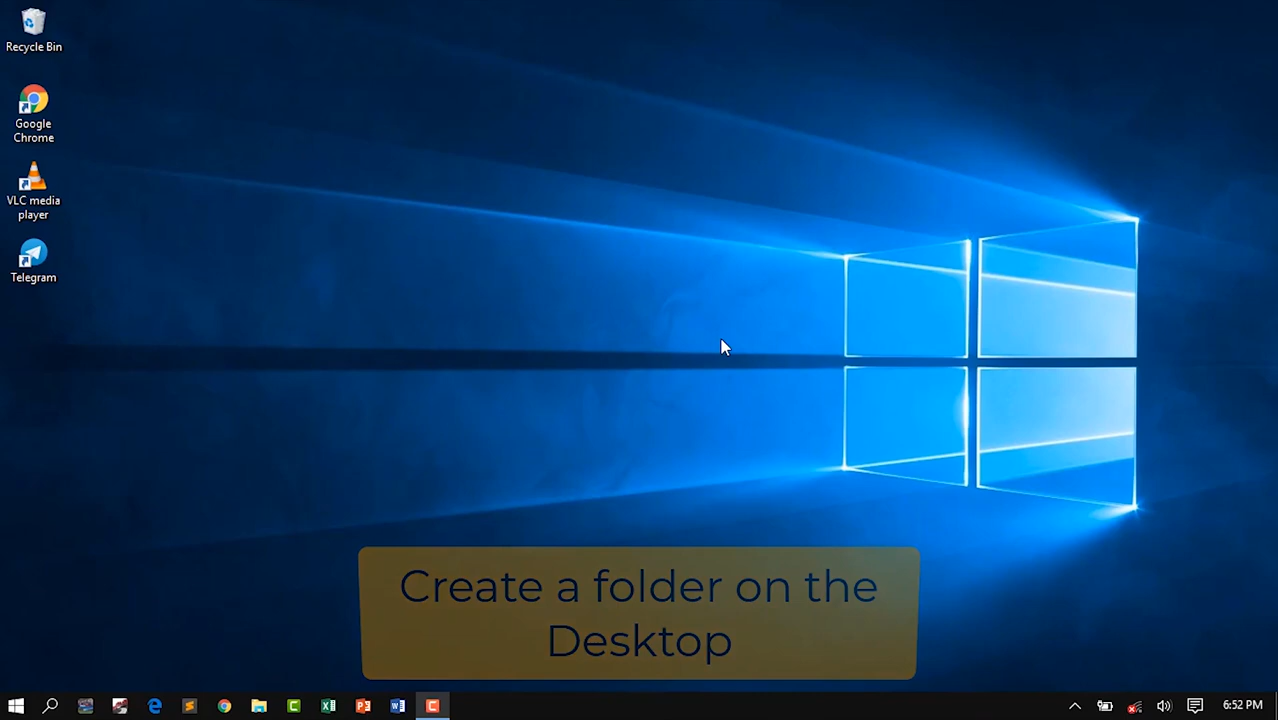 Recycle Bin
Google
Chrome
VLC media
player
Telegram
Create a folder on the
Desktop
6:52 PM